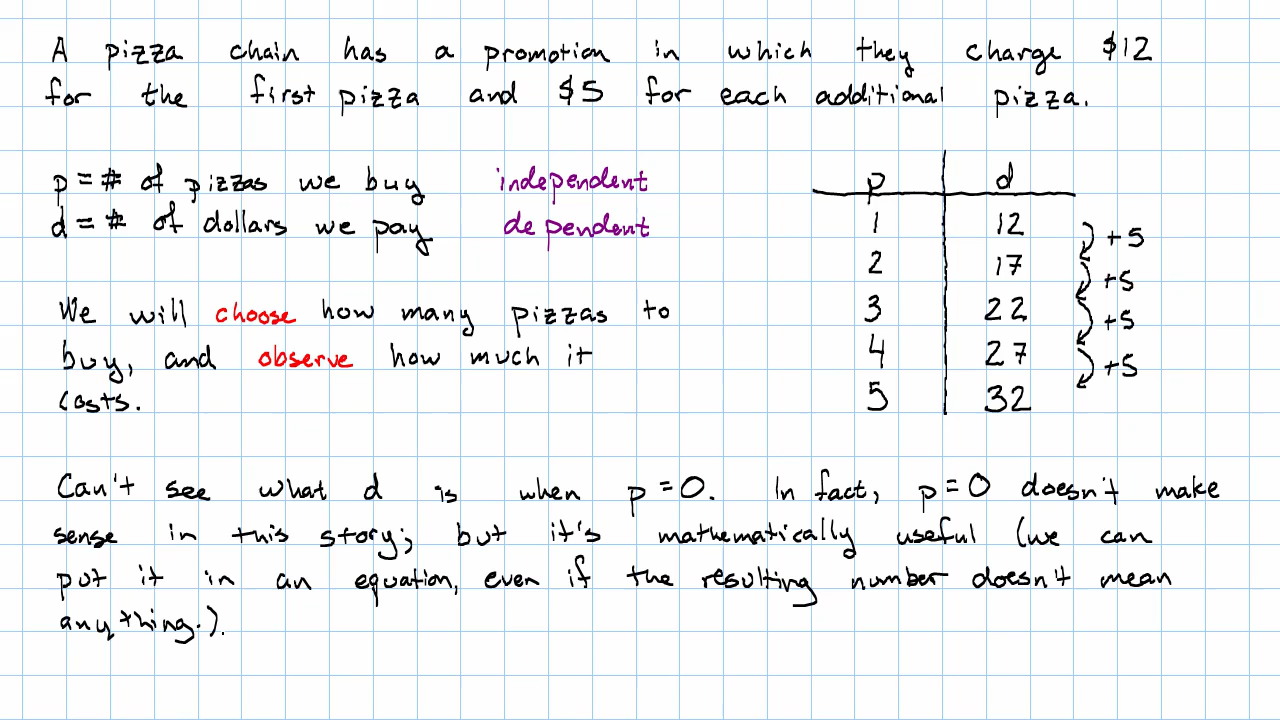 A pizza chain has a promotion in which they charge $12
for the first pizza and $5 for each additional pizza.
p = # of pizzas we buy independent
d = # of dollars we pay dependent
We will choose how many pizzas to
buy, and observe how much it
costs.
p d
1 12
2 17
3 22
4 27
5 32
+5
+5
+5
+5
Can't see what d is when p=0. In fact, p=0 doesn't make
sense in this story; but it's mathematically useful (we can
put it in an equation, even if the resulting number doesn't mean
anything.).